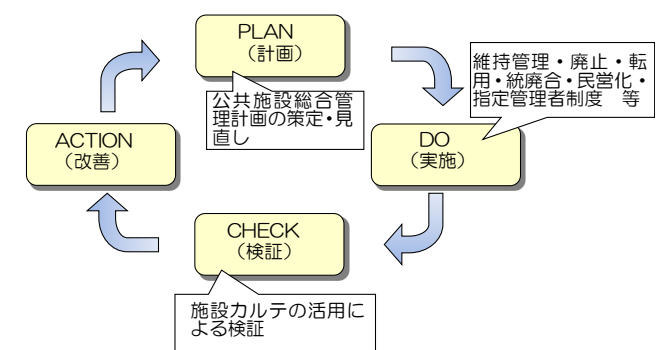 PLAN
（計画）
公共施設総合管
理計画の策定・見
直し
維持管理・廃止・転
用・統廃合・民営化・
指定管理者制度　等
DO
（実施）
CHECK
（検証）
施設カルテの活用に
よる検証
ACTION
（改善）